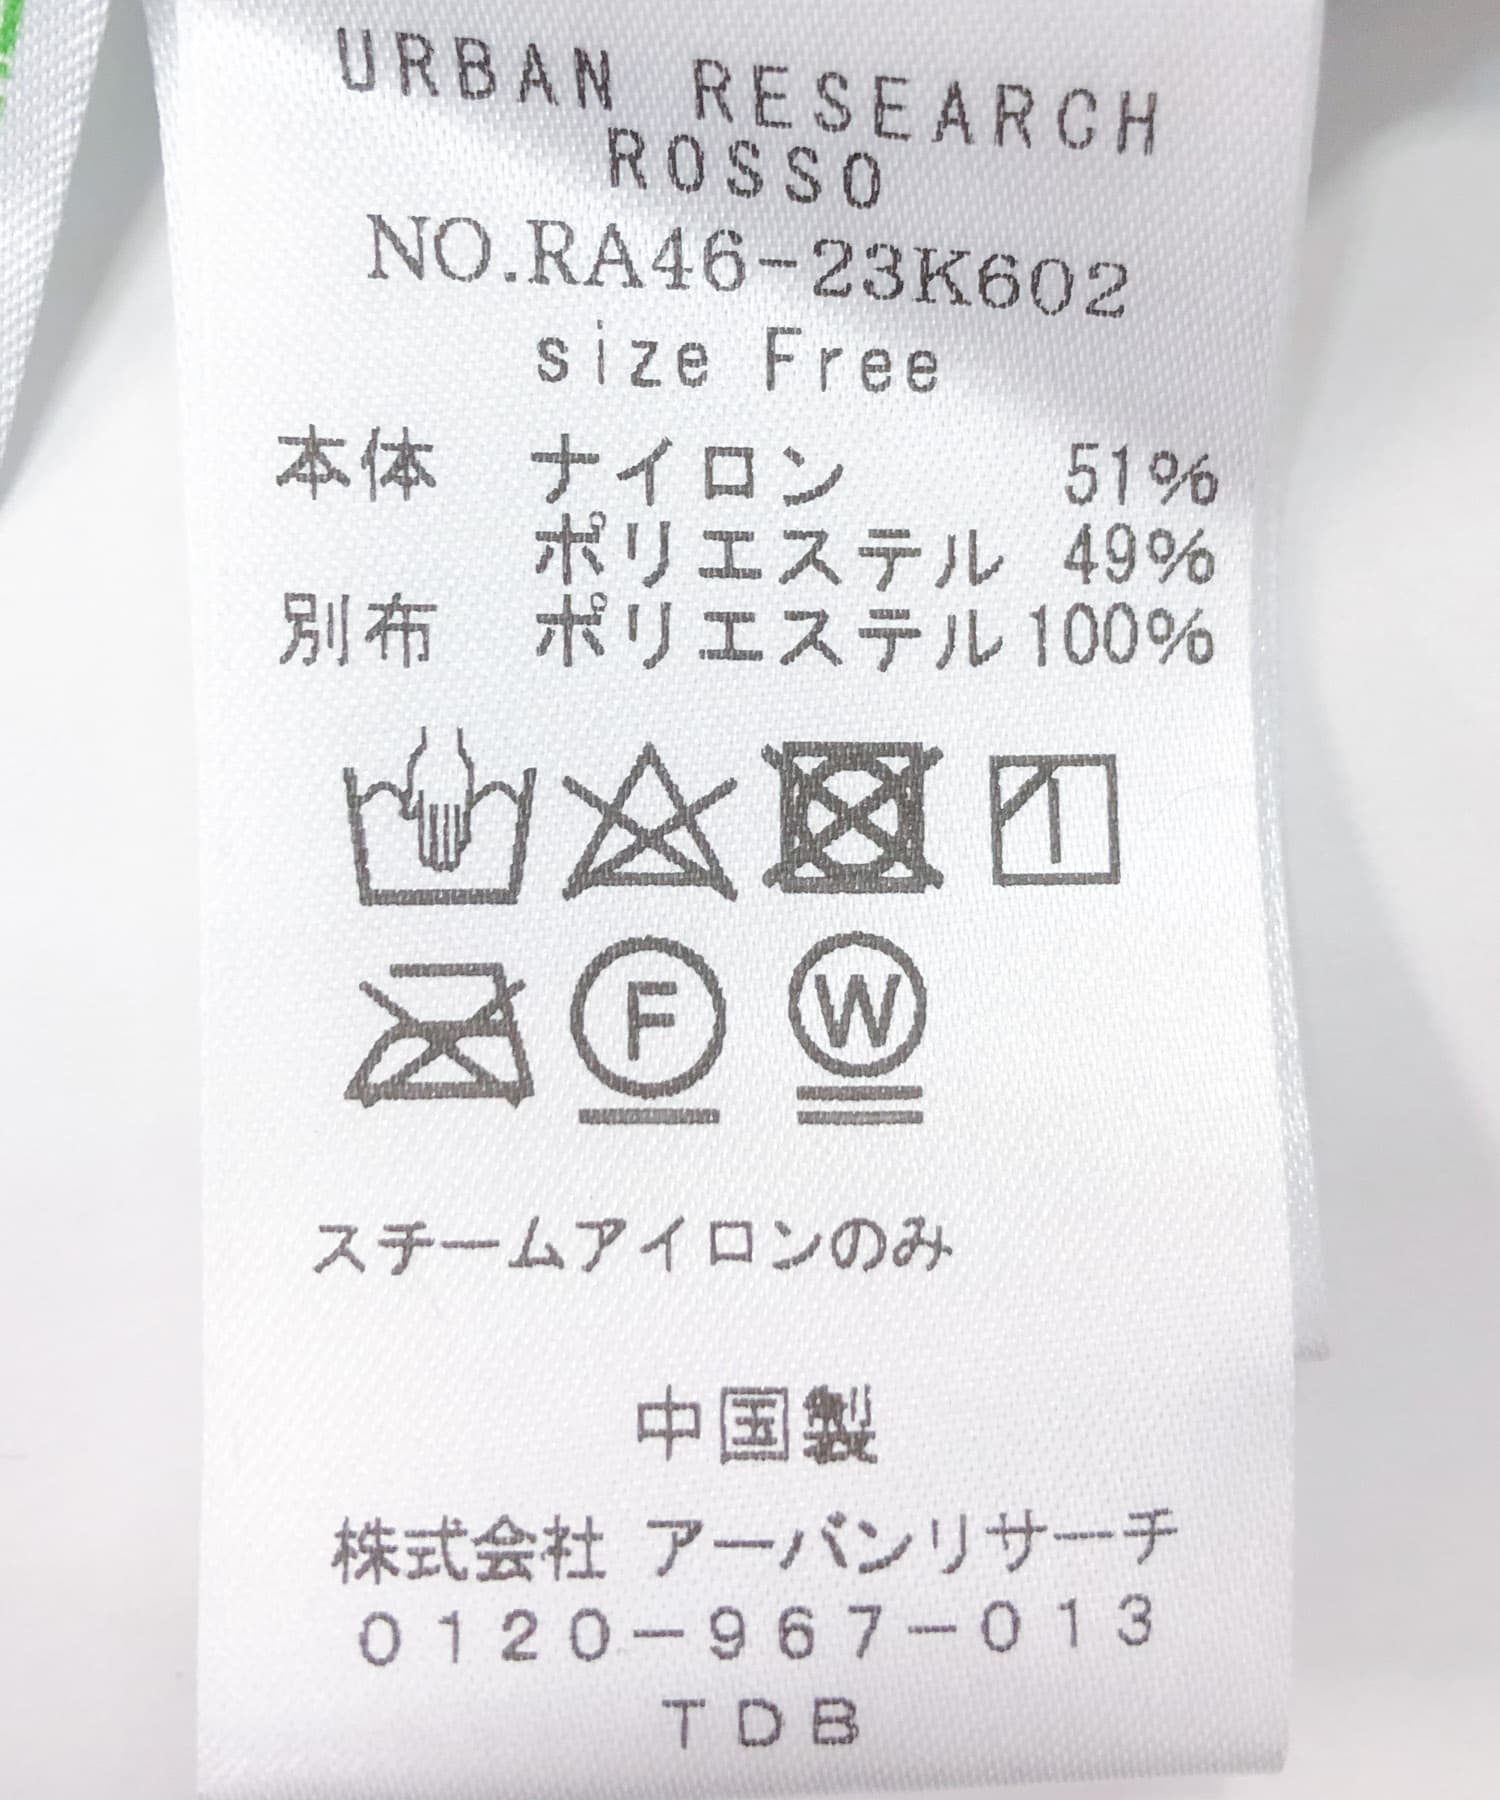 URBAN RESEARCH
ROSSO
NO.RA46-23K602
size Free
本体 ナイロン 51%
ポリエステル 49%
別布 ポリエステル 100%
F W
スチームアイロンのみ
中国製
株式会社 アーバンリサーチ
0120-967-013
TDB